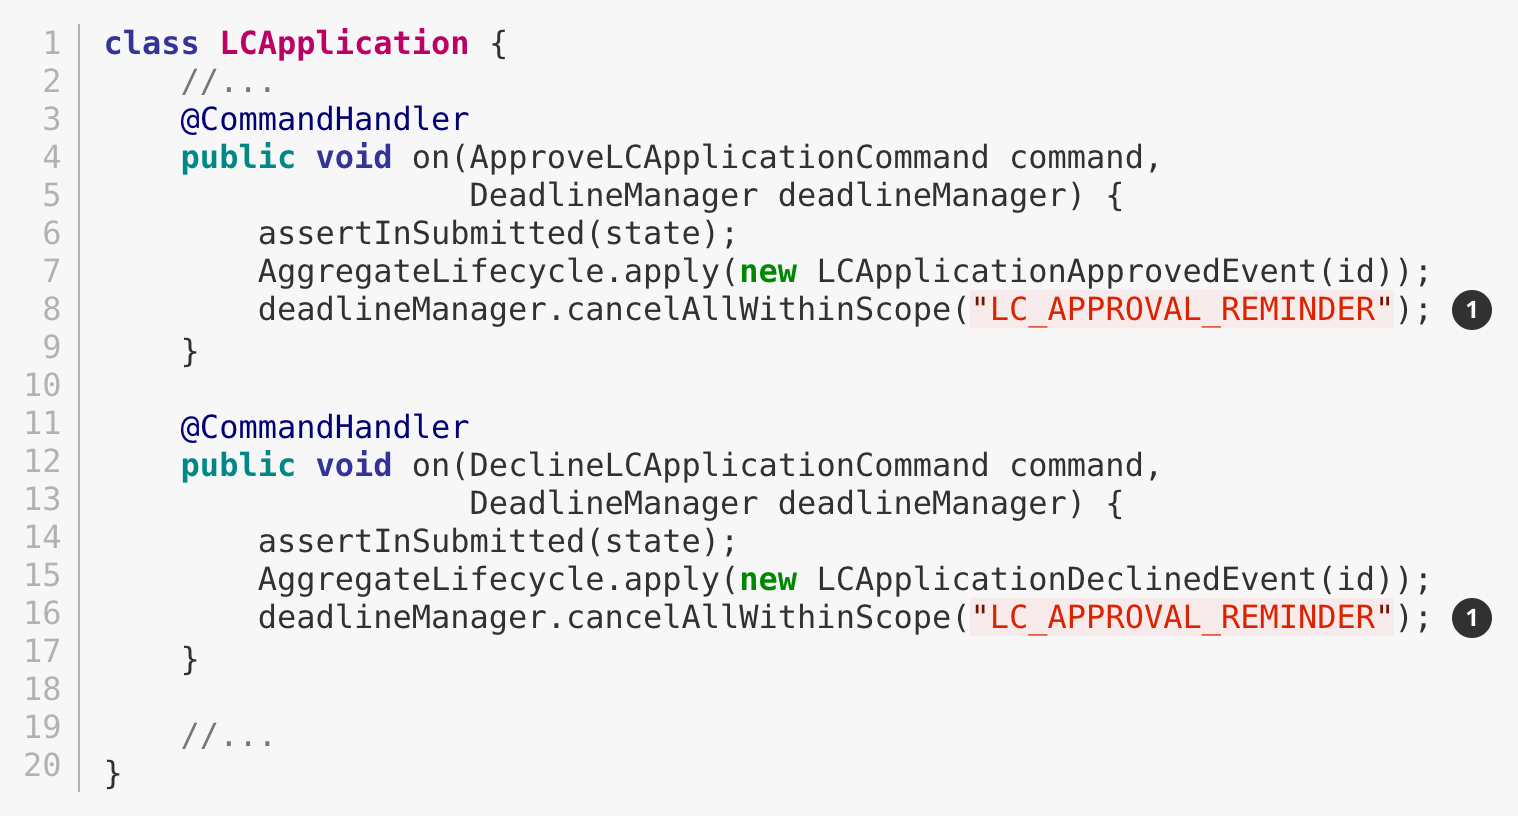 1 class LCApplication {
2     //...
3     @CommandHandler
4     public void on(ApproveLCApplicationCommand command,
5                    DeadlineManager deadlineManager) {
6         assertInSubmitted(state);
7         AggregateLifecycle.apply(new LCApplicationApprovedEvent(id));
8         deadlineManager.cancelAllWithinScope("LC_APPROVAL_REMINDER"); 1
9     }
10
11     @CommandHandler
12     public void on(DeclineLCApplicationCommand command,
13                    DeadlineManager deadlineManager) {
14         assertInSubmitted(state);
15         AggregateLifecycle.apply(new LCApplicationDeclinedEvent(id));
16         deadlineManager.cancelAllWithinScope("LC_APPROVAL_REMINDER"); 1
17     }
18
19     //...
20 }